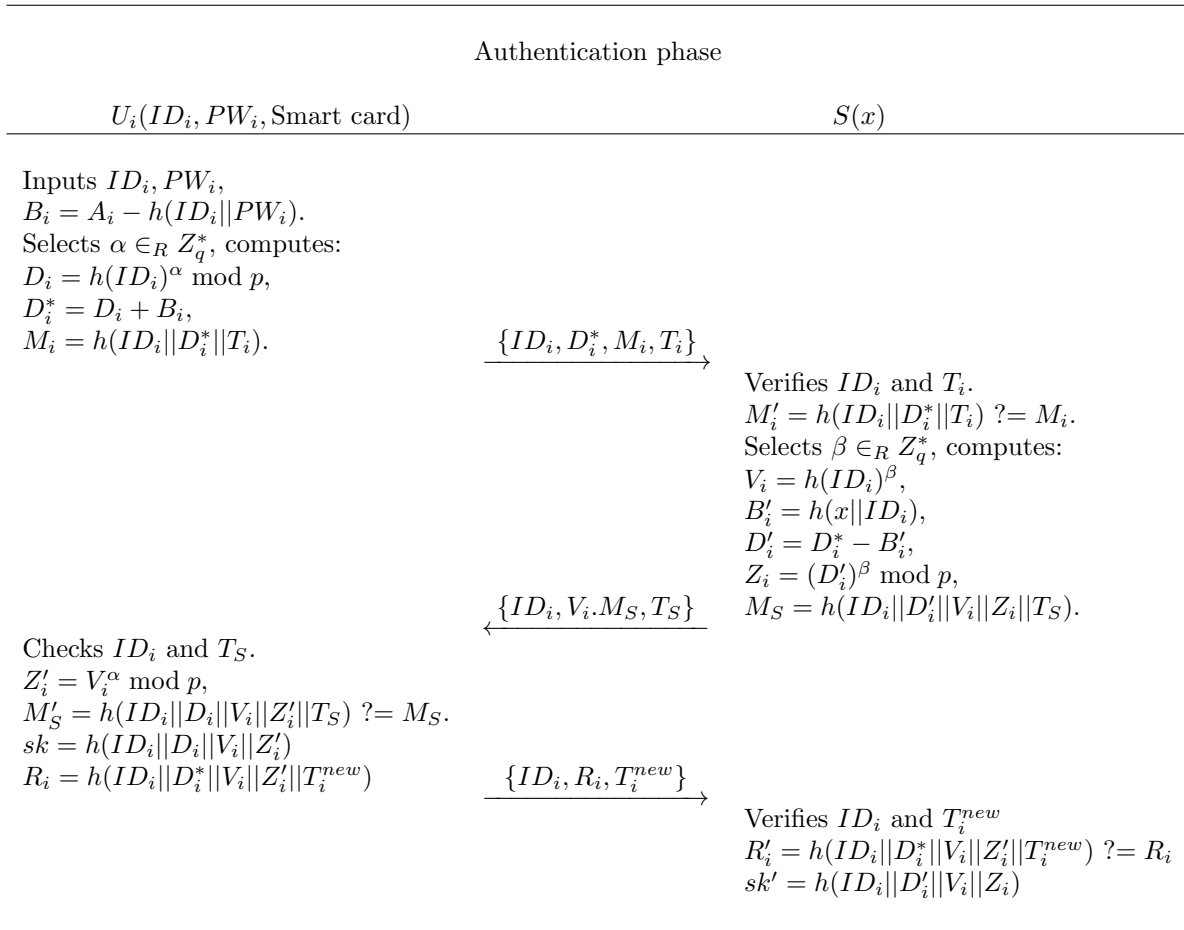 Authentication phase
U_i(ID_i, PW_i, Smart card) S(x)
Inputs ID_i, PW_i,
B_i = A_i − h(ID_i||PW_i).
Selects α ∈_R Z_q^*, computes:
D_i = h(ID_i)^α mod p,
D_i^* = D_i + B_i,
M_i = h(ID_i||D_i^*||T_i). {ID_i, D_i^*, M_i, T_i}
Verifies ID_i and T_i.
M_i' = h(ID_i||D_i^*||T_i) ?= M_i.
Selects β ∈_R Z_q^*, computes:
V_i = h(ID_i)^β,
B_i' = h(x||ID_i),
D_i' = D_i^* − B_i',
Z_i = (D_i')^β mod p,
{ID_i, V_i.M_S, T_S} M_S = h(ID_i||D_i'||V_i||Z_i||T_S).
Checks ID_i and T_S.
Z_i' = V_i^α mod p,
M_S' = h(ID_i||D_i||V_i||Z_i'||T_S) ?= M_S.
sk = h(ID_i||D_i||V_i||Z_i')
R_i = h(ID_i||D_i^*||V_i||Z_i'||T_i^{new}) {ID_i, R_i, T_i^{new}}
Verifies ID_i and T_i^{new}
R_i' = h(ID_i||D_i^*||V_i||Z_i'||T_i^{new}) ?= R_i
sk' = h(ID_i||D_i'||V_i||Z_i)